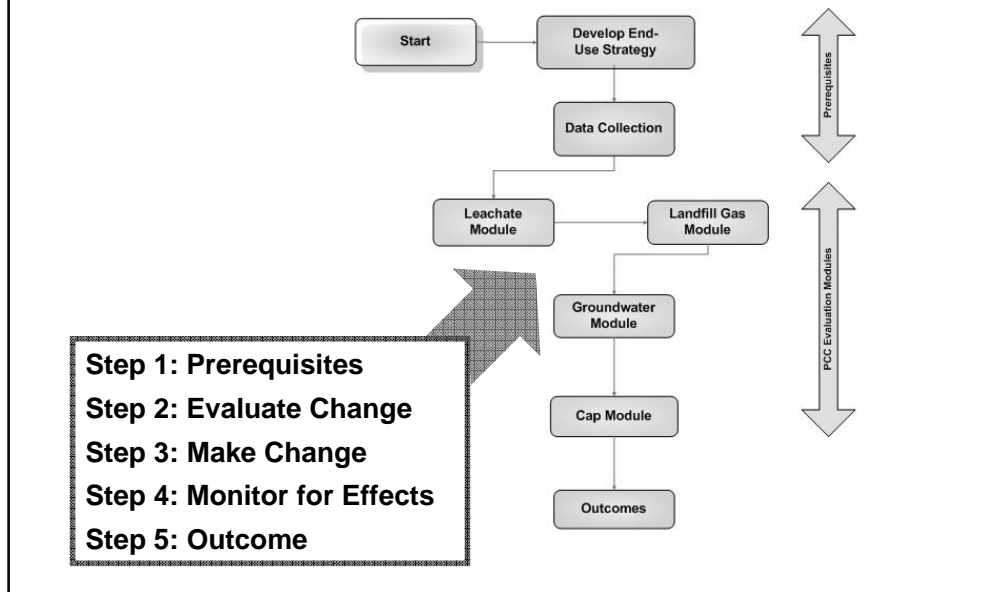 Start
Develop End-
Use Strategy
Data Collection
Leachate
Module
Landfill Gas
Module
Groundwater
Module
Cap Module
Outcomes
Prerequisites
PCC Evaluation Modules
Step 1: Prerequisites
Step 2: Evaluate Change
Step 3: Make Change
Step 4: Monitor for Effects
Step 5: Outcome